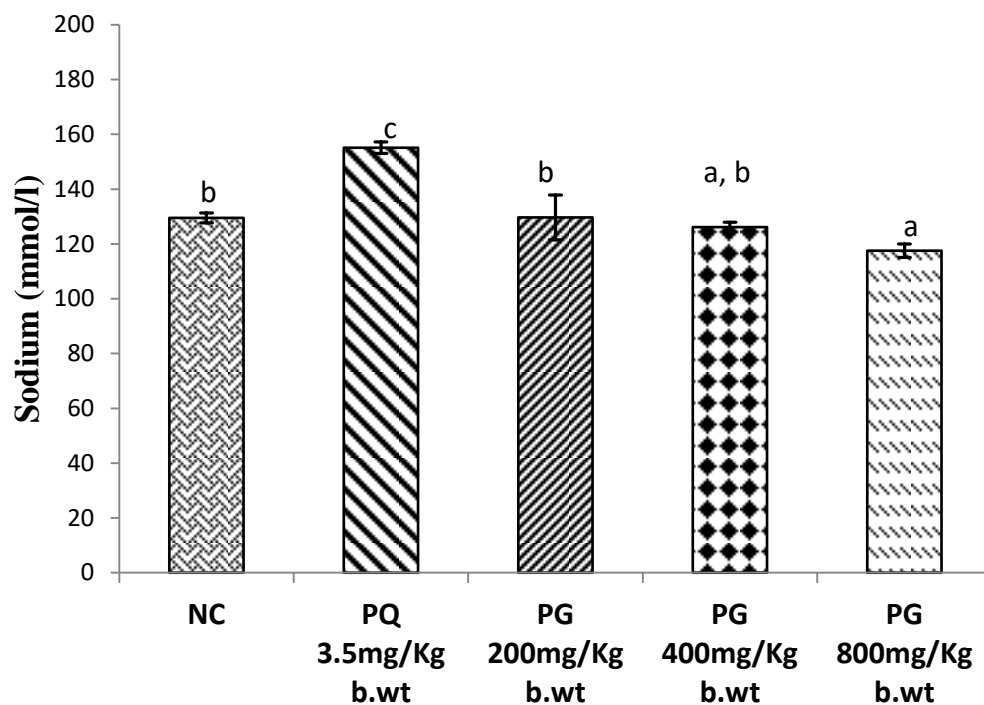 200
180
160
140
120
100
80
60
40
20
0
Sodium (mmol/l)
b
c
b
a, b
a
NC
PQ
3.5mg/Kg
b.wt
PG
200mg/Kg
b.wt
PG
400mg/Kg
b.wt
PG
800mg/Kg
b.wt